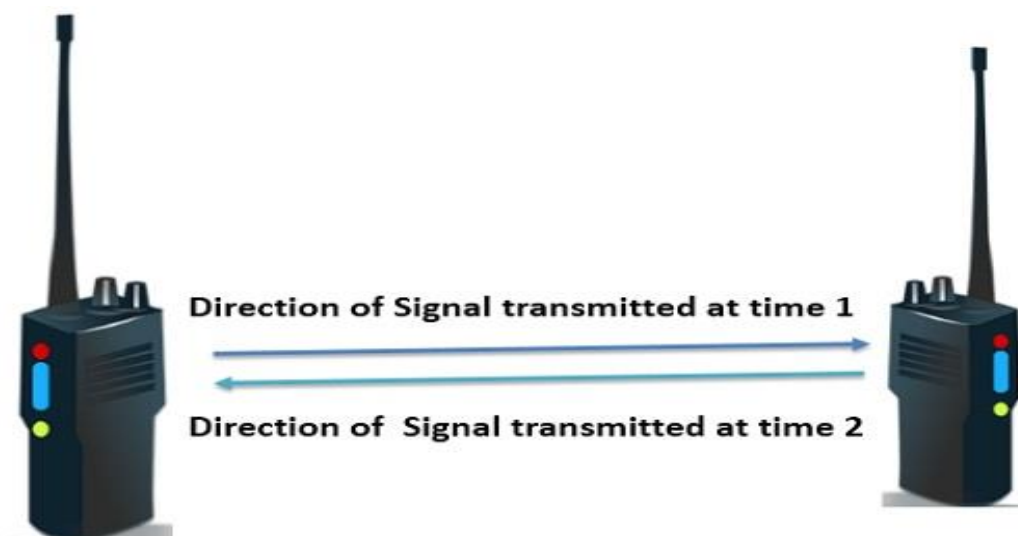 Direction of Signal transmitted at time 1
Direction of  Signal transmitted at time 2